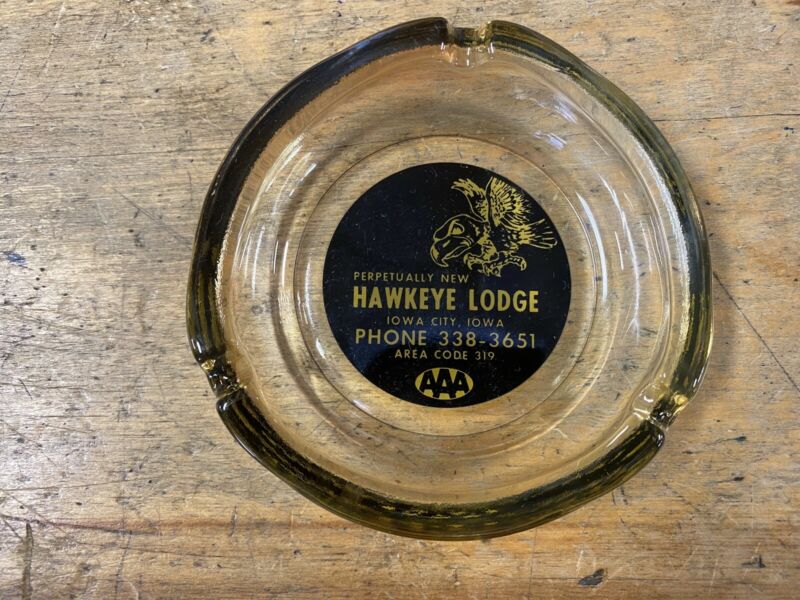 PERPETUALLY NEW
HAWKEYE LODGE
IOWA CITY, IOWA
PHONE 338-3651
AREA CODE 319
AAA